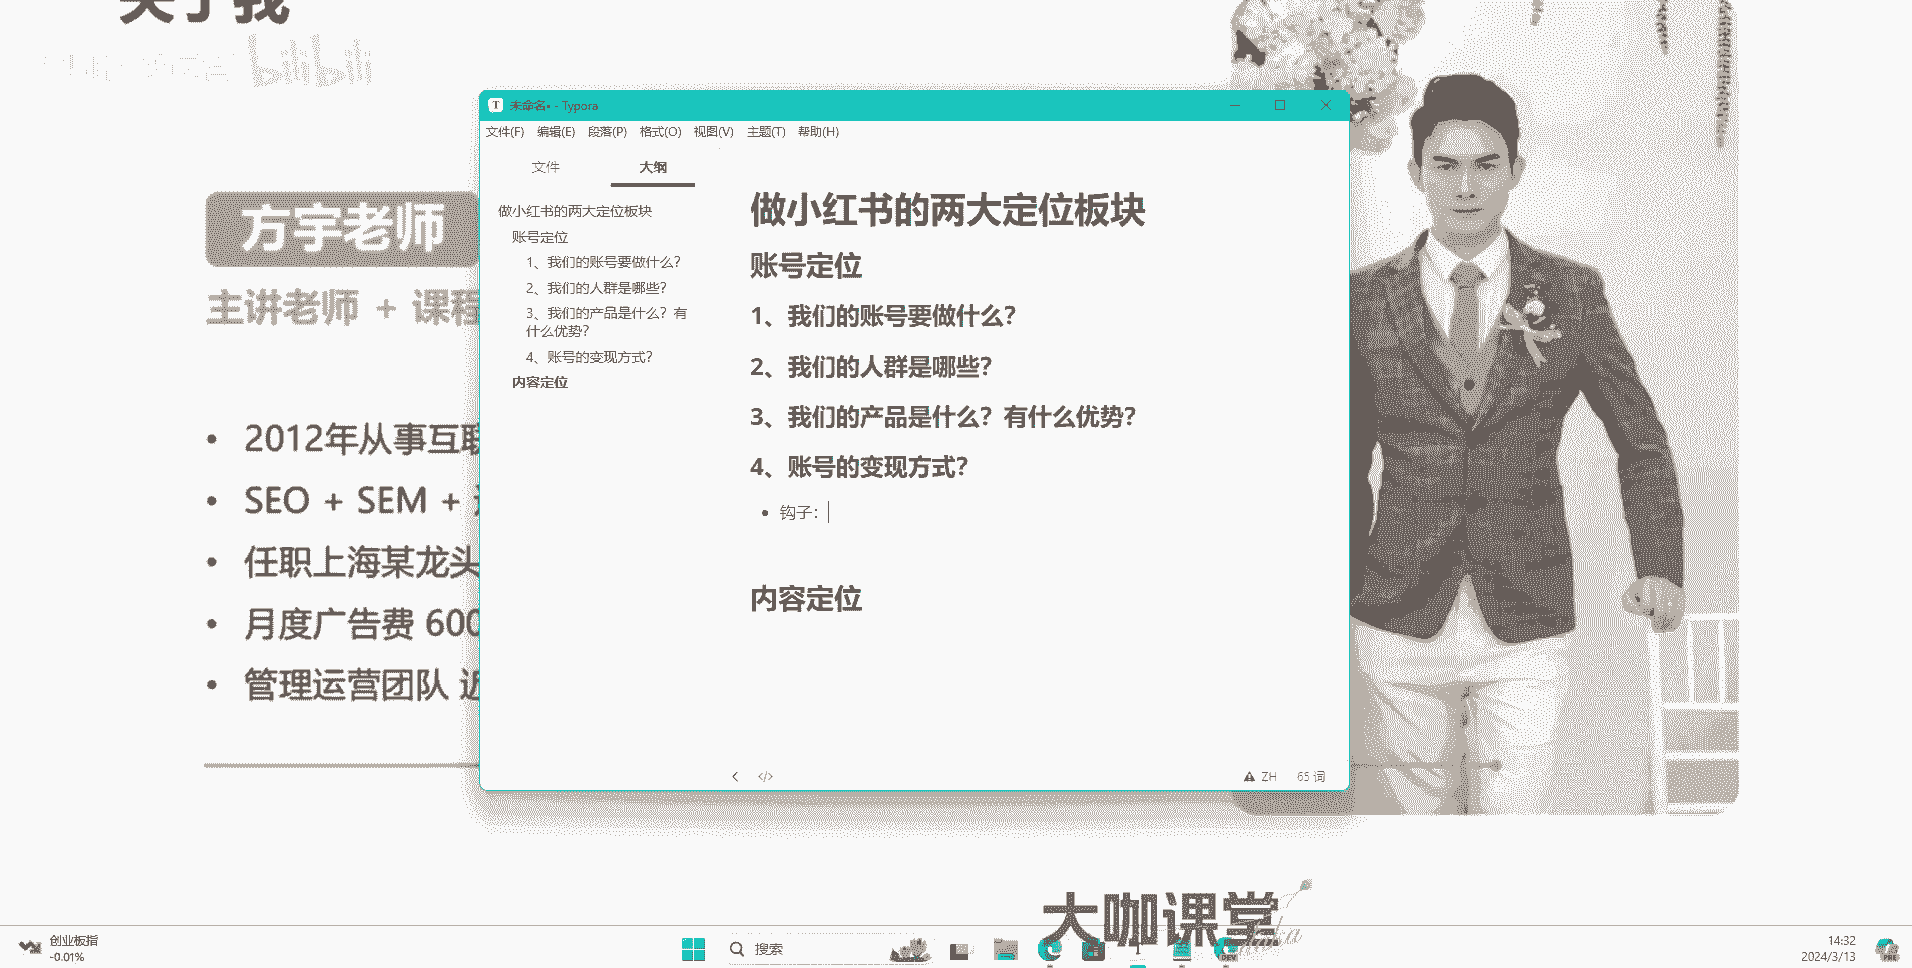 关于我
bilibili
未命名• - Typora
文件(F) 编辑(E) 段落(P) 格式(O) 视图(V) 主题(T) 帮助(H)
文件 大纲
做小红书的两大定位板块
账号定位
1、我们的账号要做什么？
2、我们的人群是哪些？
3、我们的产品是什么？有
什么优势？
4、账号的变现方式？
内容定位
做小红书的两大定位板块
账号定位
1、我们的账号要做什么？
2、我们的人群是哪些？
3、我们的产品是什么？有什么优势？
4、账号的变现方式？
• 钩子：
内容定位
</> ZH 65 词
方宇老师
主讲老师 + 课程
• 2012年从事互联
• SEO + SEM +
• 任职上海某龙头
• 月度广告费 600
• 管理运营团队 近
大咖课堂
创业板指
-0.01%
搜索
DEV
14:32
2024/3/13
PRE